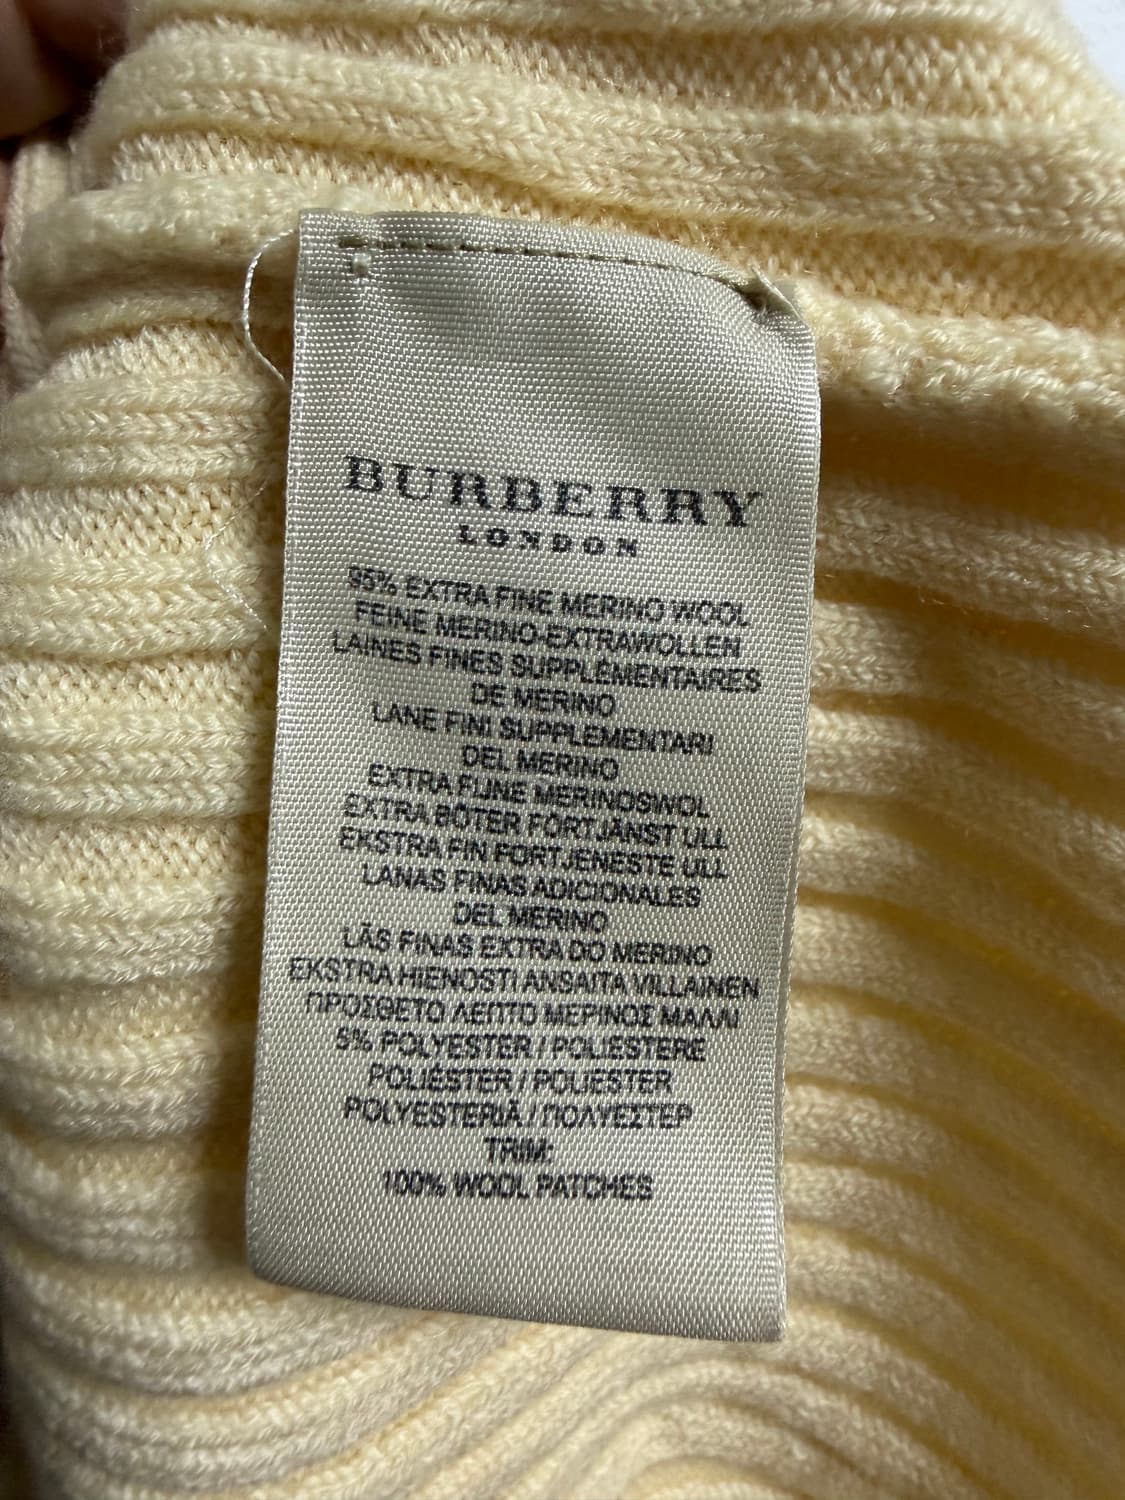 BURBERRY
LONDON
95% EXTRA FINE MERINO WOOL
FEINE MERINO-EXTRAWOLLEN
LAINES FINES SUPPLÉMENTAIRES
DE MERINO
LANE FINI SUPPLEMENTARI
DEL MERINO
EXTRA FIJNE MERINOSWOL
EXTRA BÖTER FÖRTJÄNST ULL
EKSTRA FIN FORTJENESTE ULL
LANAS FINAS ADICIONALES
DEL MERINO
LÃS FINAS EXTRA DO MERINO
EKSTRA HIENOSTI ANSAITA VILLAINEN
ΠΡΟΣΘΕΤΟ ΛΕΠΤΟ ΜΕΡΙΝΟΣ ΜΑΛΛΙ
5% POLYESTER / POLIESTERE
POLIÉSTER / POLIESTER
POLYESTERIÄ / ΠΟΛΥΕΣΤΕΡ
TRIM:
100% WOOL PATCHES